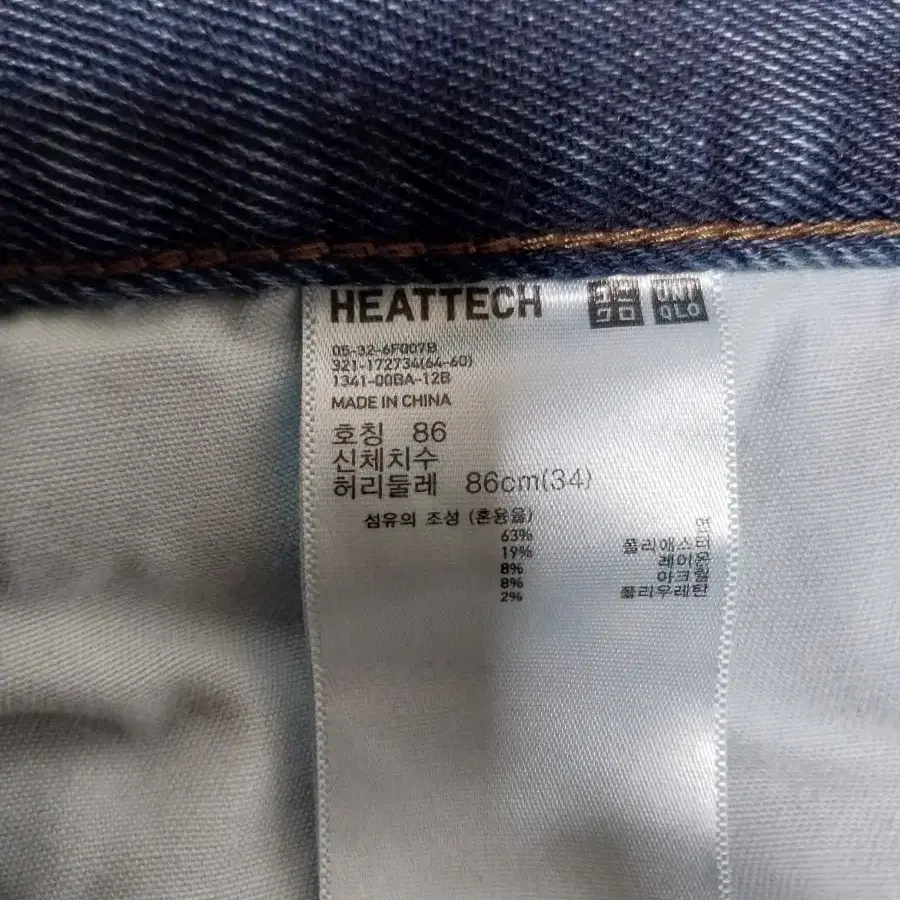 HEATTECH
UNI
QLO
05-32-6F007B
321-172734(64-60)
1341-00BA-12B
MADE IN CHINA
호칭 86
신체치수
허리둘레 86cm(34)
섬유의 조성 (혼용율)
63% 면
19% 폴리에스터
8% 레이온
8% 아크릴
2% 폴리우레탄